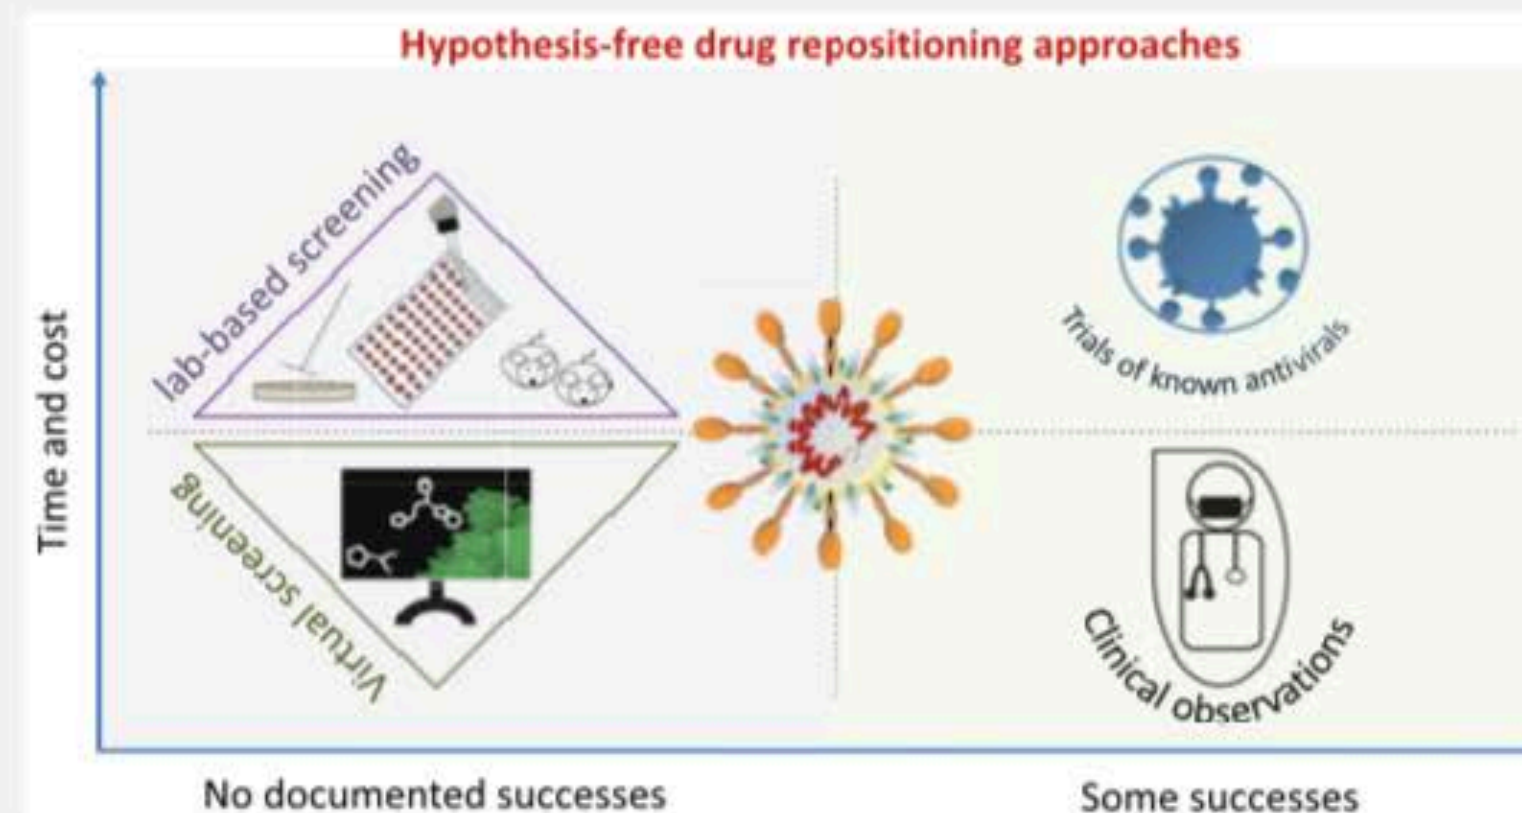 Hypothesis-free drug repositioning approaches
Time and cost
lab-based screening
Trials of known antivirals
Virtual screening
Clinical observations
No documented successes
Some successes